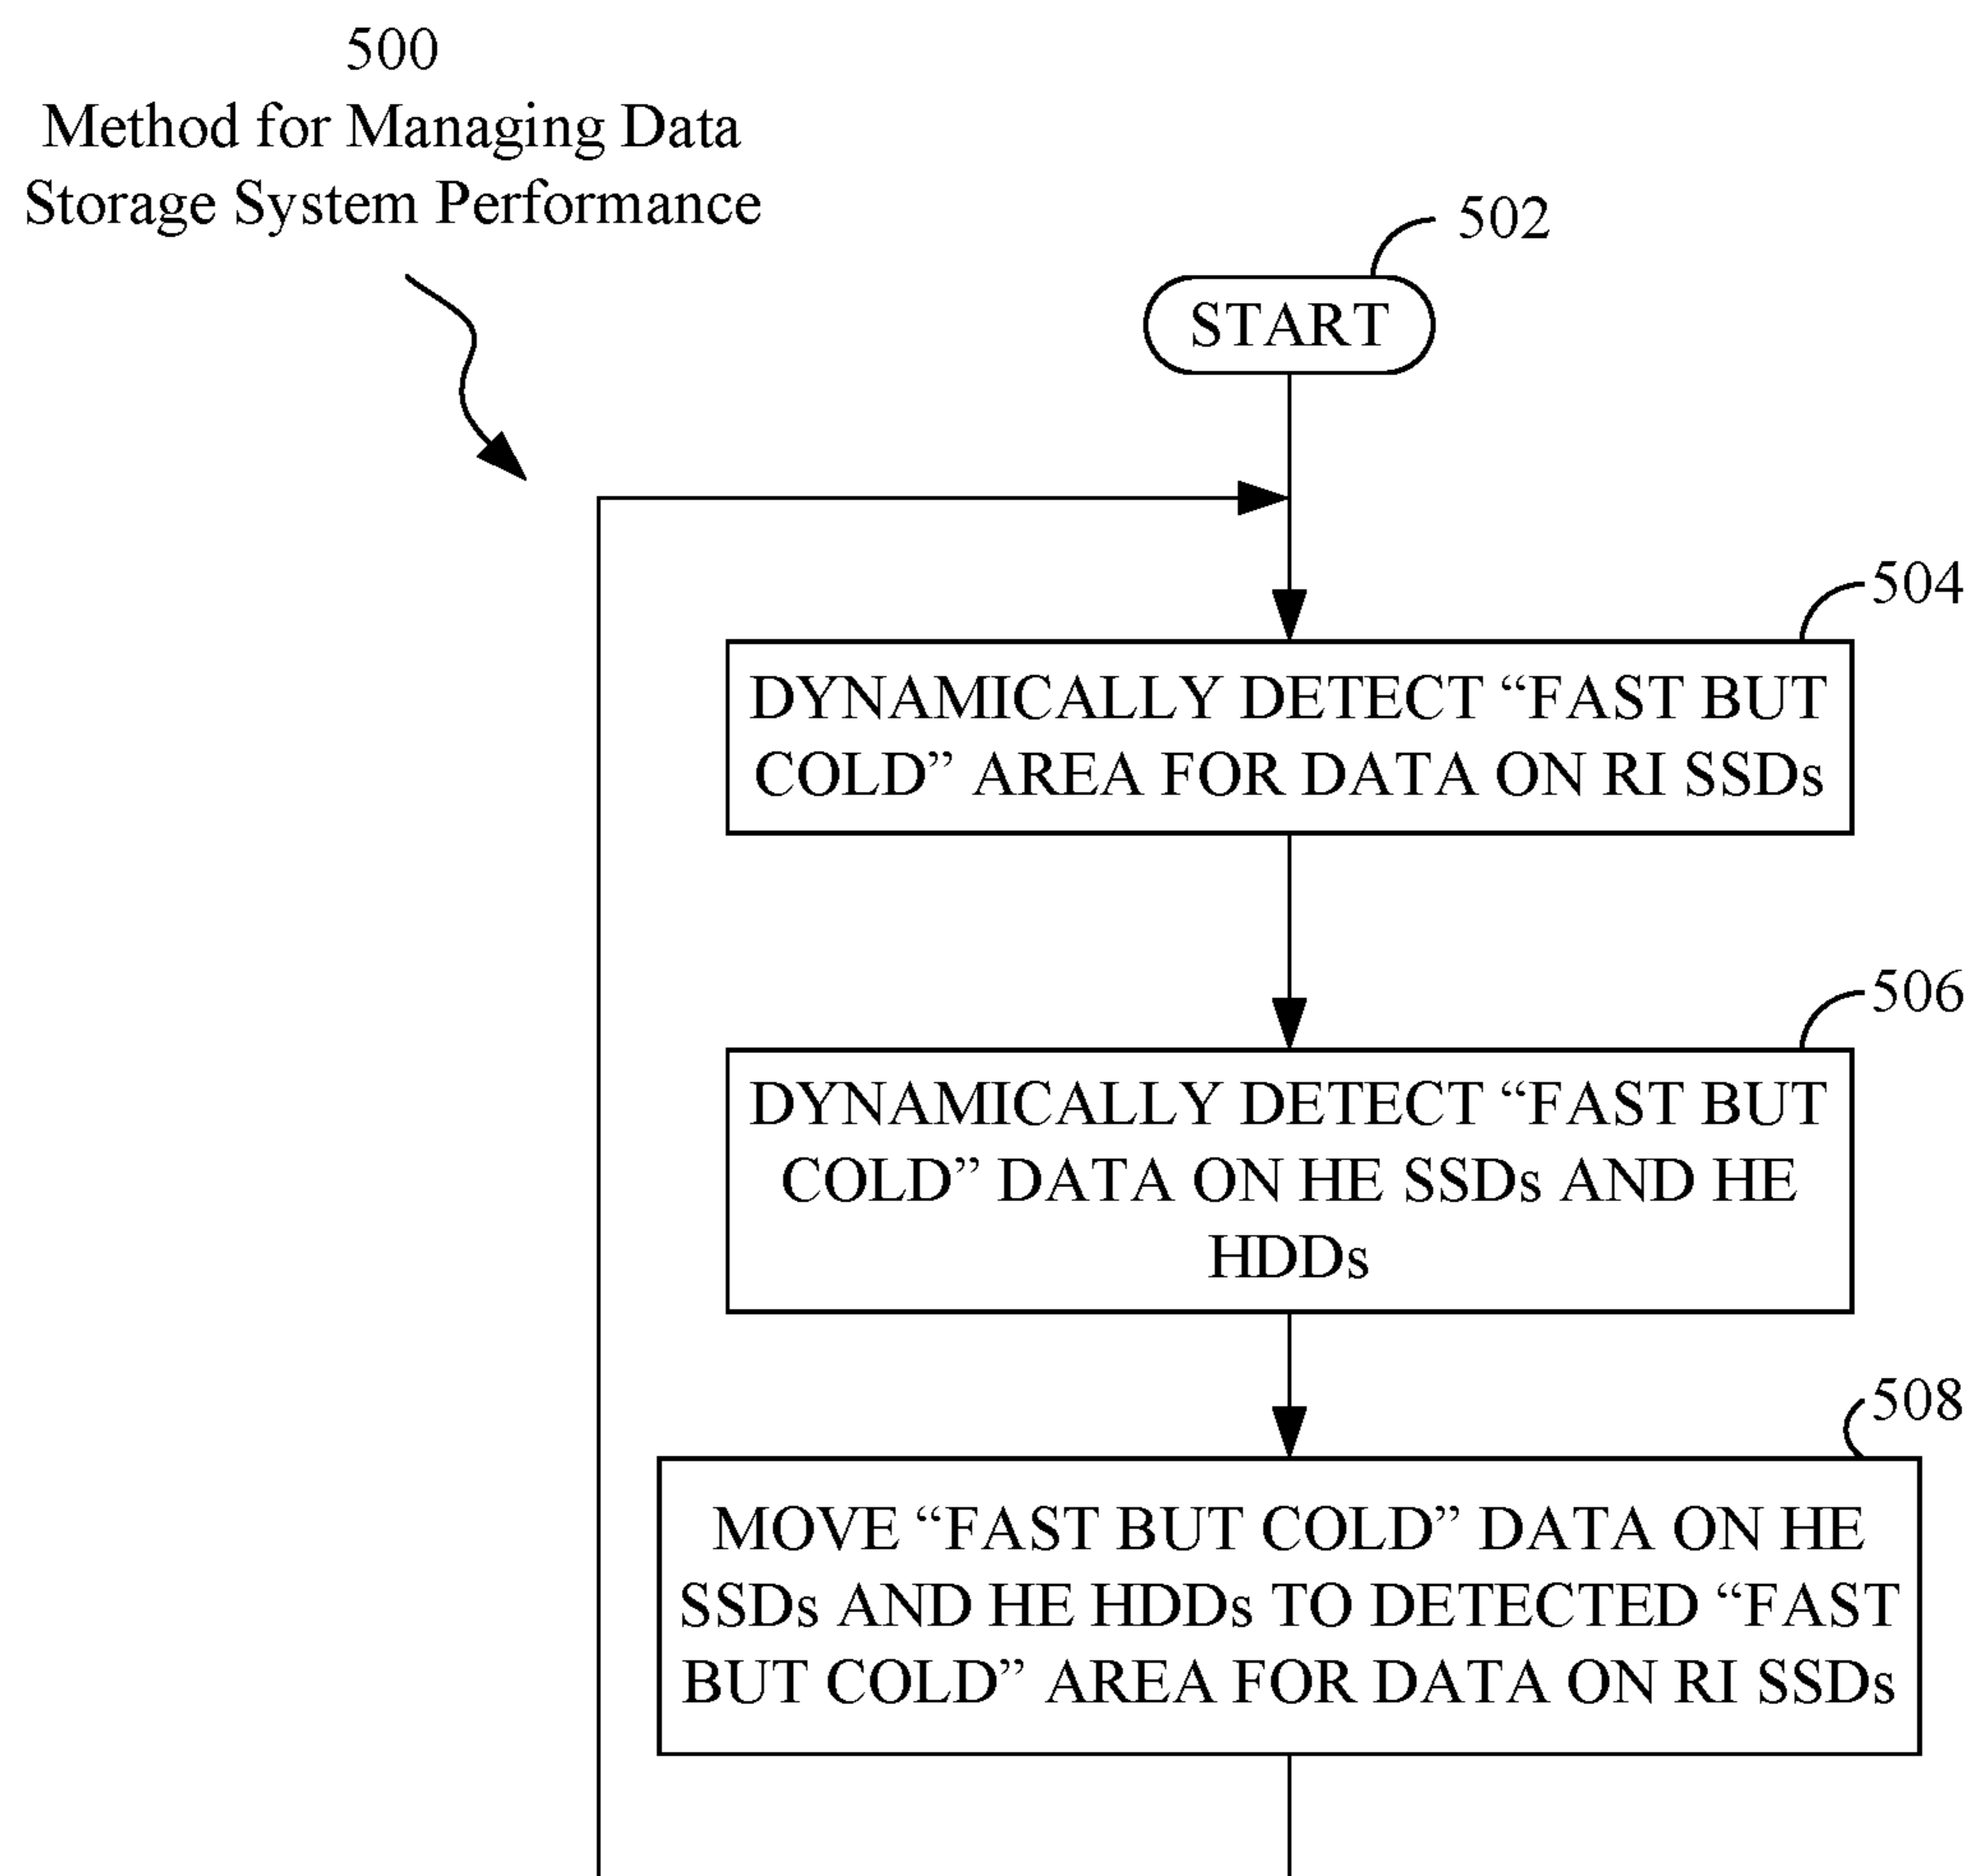 500
Method for Managing Data
Storage System Performance
502
START
504
DYNAMICALLY DETECT “FAST BUT
COLD” AREA FOR DATA ON RI SSDs
506
DYNAMICALLY DETECT “FAST BUT
COLD” DATA ON HE SSDs AND HE
HDDs
508
MOVE “FAST BUT COLD” DATA ON HE
SSDs AND HE HDDs TO DETECTED “FAST
BUT COLD” AREA FOR DATA ON RI SSDs